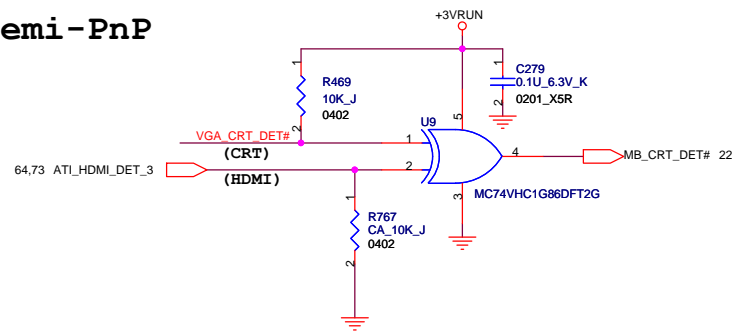 emi-PnP
+3VRUN
1
R469
10K_J
0402
2
1
C279
0.1U_6.3V_K
0201_X5R
2
U9
5
VGA_CRT_DET#
(CRT)
1
4
MB_CRT_DET# 22
64,73 ATI_HDMI_DET_3
(HDMI)
2
3
MC74VHC1G86DFT2G
1
R767
CA_10K_J
0402
2